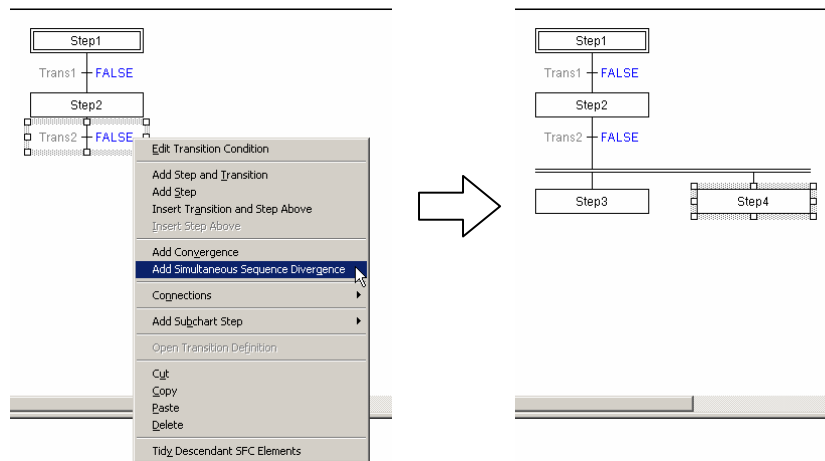 Step1
Trans1 FALSE
Step2
Trans2 FALSE
Edit Transition Condition
Add Step and Transition
Add Step
Insert Transition and Step Above
Insert Step Above
Add Convergence
Add Simultaneous Sequence Divergence
Connections
Add Subchart Step
Open Transition Definition
Cut
Copy
Paste
Delete
Tidy Descendant SFC Elements
Step1
Trans1 FALSE
Step2
Trans2 FALSE
Step3 Step4